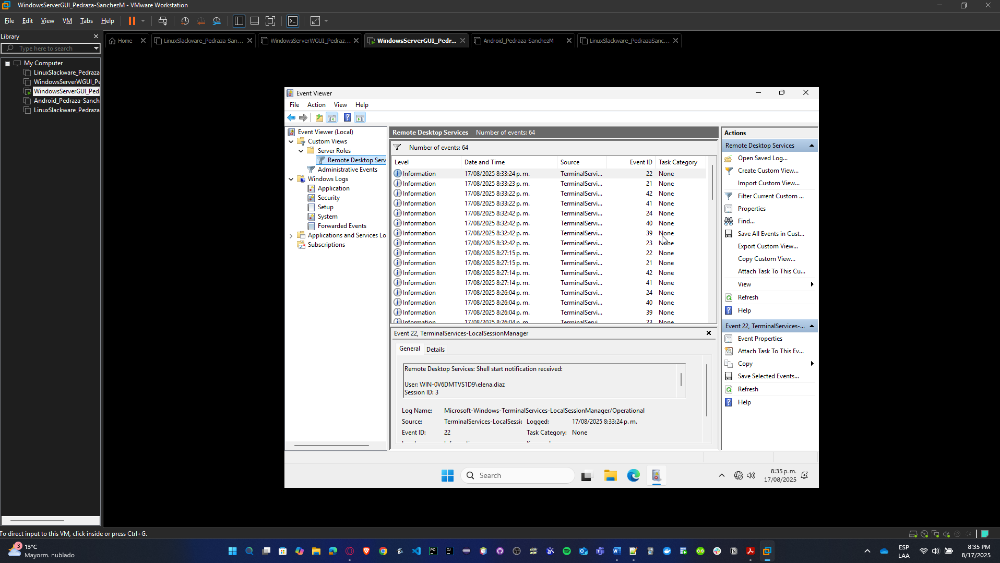 WindowsServerGUI_Pedraza-SanchezM - VMware Workstation
File Edit View VM Tabs Help
Library
Type here to search
My Computer
LinuxSlackware_Pedraza
WindowsServerWGUI_Pe
WindowsServerGUI_Ped
Android_Pedraza-Sanch
LinuxSlackware_Pedraza
Home
LinuxSlackware_Pedraza-San...
WindowsServerWGUI_Pedraz...
WindowsServerGUI_Pedr...
Android_Pedraza-SanchezM
LinuxSlackware_PedrazaSanc...
Event Viewer
File Action View Help
Event Viewer (Local)
Custom Views
Server Roles
Remote Desktop Serv
Administrative Events
Windows Logs
Application
Security
Setup
System
Forwarded Events
Applications and Services Lo
Subscriptions
Remote Desktop Services Number of events: 64
Number of events: 64
Level Date and Time Source Event ID Task Category
Information 17/08/2025 8:33:24 p. m. TerminalServi... 22 None
Information 17/08/2025 8:33:23 p. m. TerminalServi... 21 None
Information 17/08/2025 8:33:22 p. m. TerminalServi... 42 None
Information 17/08/2025 8:33:22 p. m. TerminalServi... 41 None
Information 17/08/2025 8:32:42 p. m. TerminalServi... 24 None
Information 17/08/2025 8:32:42 p. m. TerminalServi... 40 None
Information 17/08/2025 8:32:42 p. m. TerminalServi... 39 None
Information 17/08/2025 8:32:42 p. m. TerminalServi... 23 None
Information 17/08/2025 8:27:15 p. m. TerminalServi... 22 None
Information 17/08/2025 8:27:15 p. m. TerminalServi... 21 None
Information 17/08/2025 8:27:14 p. m. TerminalServi... 42 None
Information 17/08/2025 8:27:14 p. m. TerminalServi... 41 None
Information 17/08/2025 8:26:04 p. m. TerminalServi... 24 None
Information 17/08/2025 8:26:04 p. m. TerminalServi... 40 None
Information 17/08/2025 8:26:04 p. m. TerminalServi... 39 None
Information 17/08/2025 8:26:04 p. m. TerminalServi... 23 None
Event 22, TerminalServices-LocalSessionManager
General Details
Remote Desktop Services: Shell start notification received:
User: WIN-0V6DMTVS1D9\elena.diaz
Session ID: 3
Log Name: Microsoft-Windows-TerminalServices-LocalSessionManager/Operational
Source: TerminalServices-LocalSessic Logged: 17/08/2025 8:33:24 p. m.
Event ID: 22 Task Category: None
Actions
Remote Desktop Services
Open Saved Log...
Create Custom View...
Import Custom View...
Filter Current Custom ...
Properties
Find...
Save All Events in Cust...
Export Custom View...
Copy Custom View...
Attach Task To This Cu...
View
Refresh
Help
Event 22, TerminalServices-...
Event Properties
Attach Task To This Ev...
Copy
Save Selected Events...
Refresh
Help
Search
8:35 p. m.
17/08/2025
To direct input to this VM, click inside or press Ctrl+G.
3
13°C
Mayorm. nublado
ESP
LAA
8:35 PM
8/17/2025